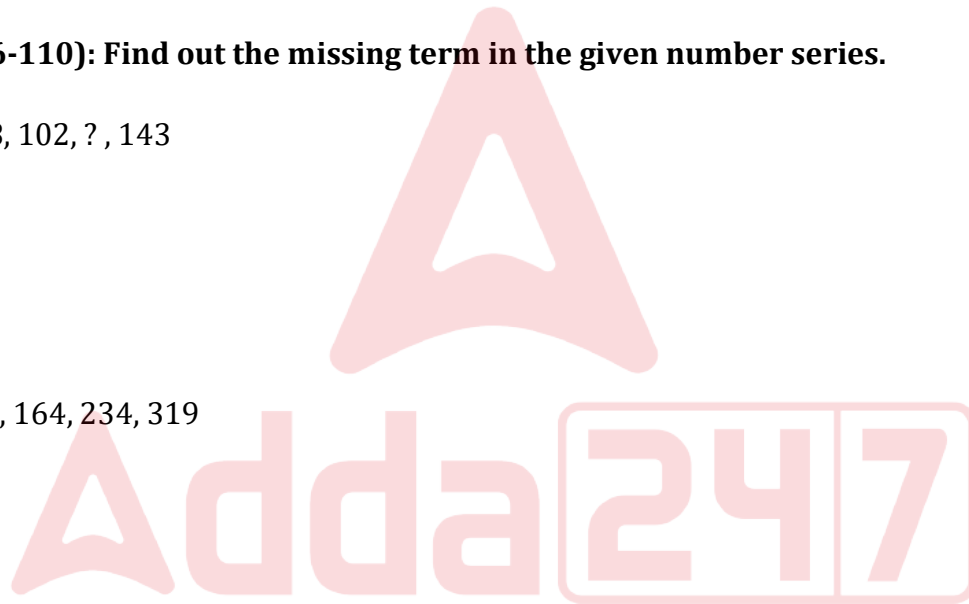 -110): Find out the missing term in the given number series.
, 102, ? , 143
, 164, 234, 319
Adda247